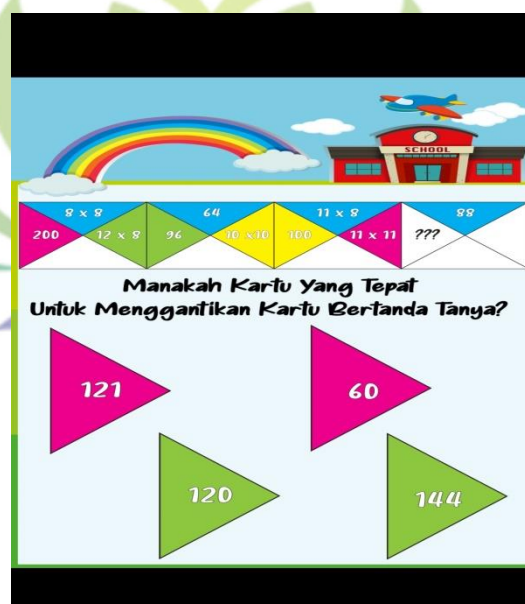 SCHOOL
8 x 8
64
11 x 8
88
200
12 x 8
96
10 x10
100
11 x 11
???
Manakah Kartu Yang Tepat
Untuk Menggantikan Kartu Bertanda Tanya?
121
60
120
144